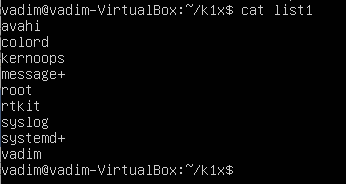 vadim@vadim-VirtualBox:~/k1x$ cat list1
avahi
colord
kernoops
message+
root
rtkit
syslog
systemd+
vadim
vadim@vadim-VirtualBox:~/k1x$